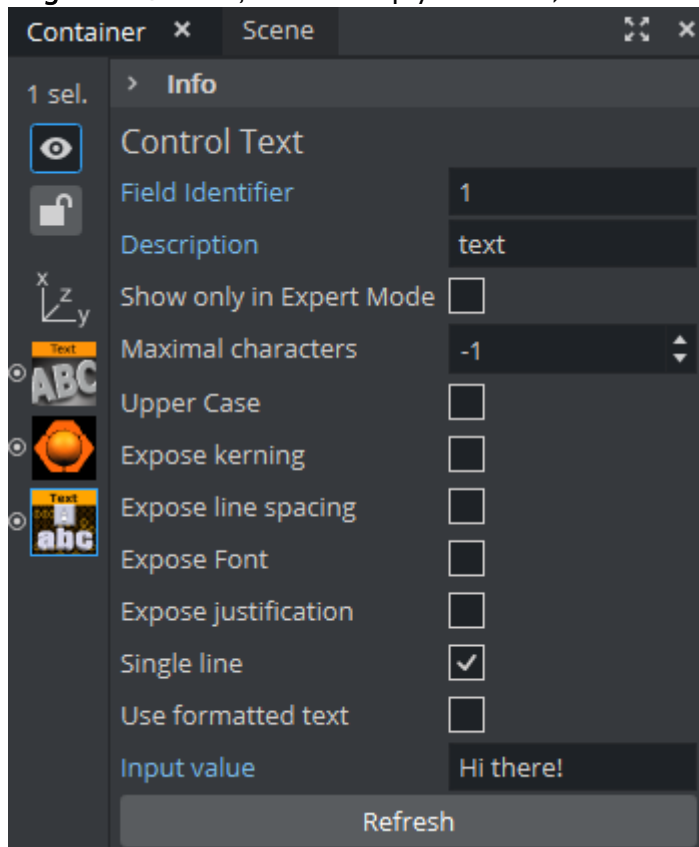 Container × Scene ×
1 sel.
> Info
Control Text
Field Identifier 1
Description text
Show only in Expert Mode
Maximal characters -1
Upper Case
Expose kerning
Expose line spacing
Expose Font
Expose justification
Single line
Use formatted text
Input value Hi there!
Refresh
x
z
y
Text
ABC
Text
A
abc